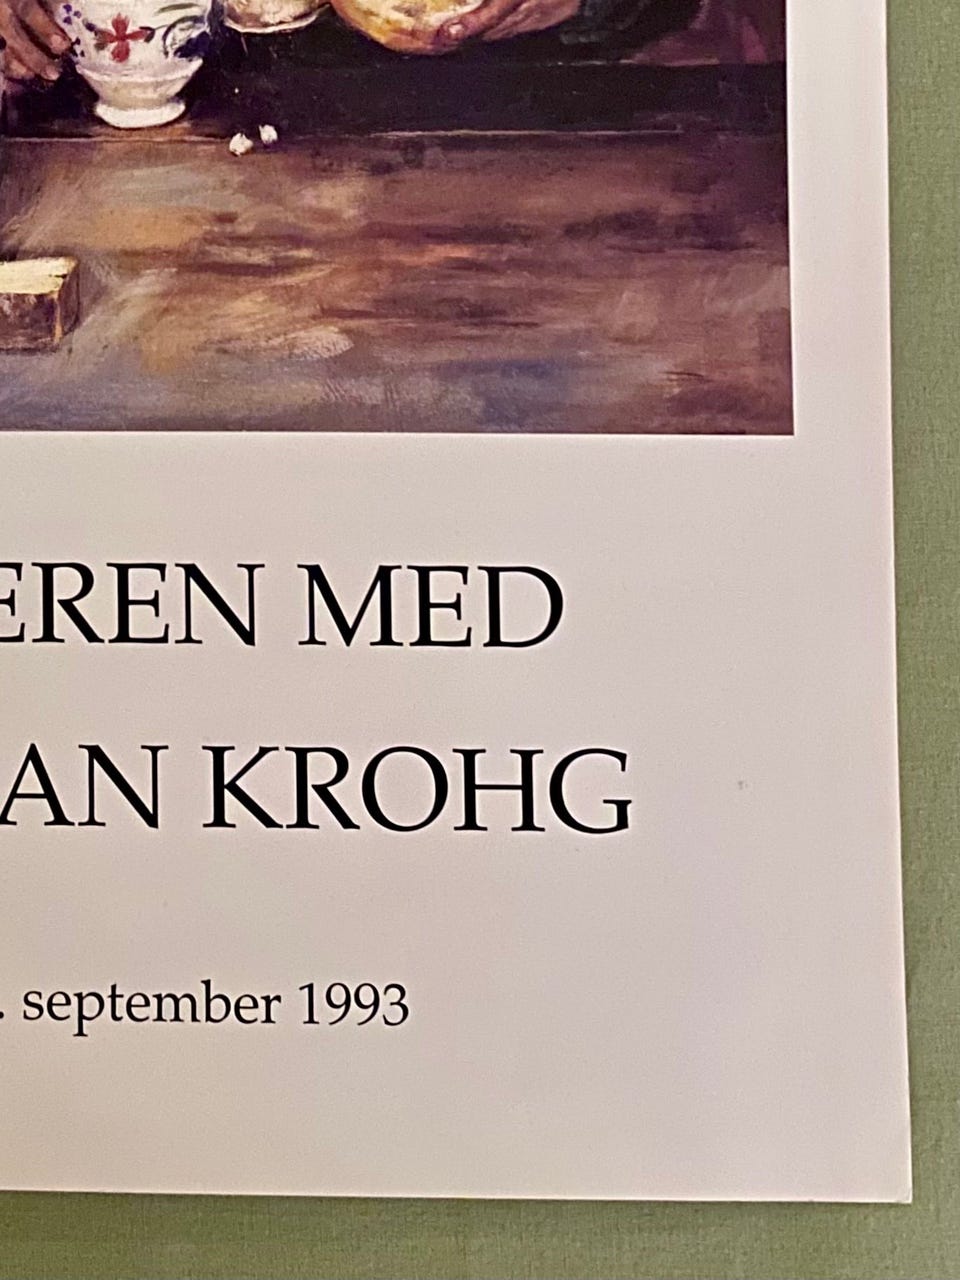 EREN MED
AN KROHG
. september 1993